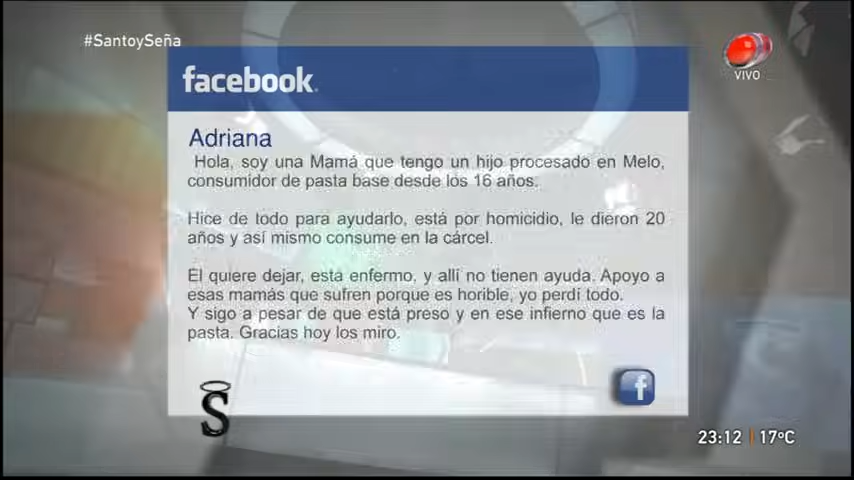 #SantoySeña
VIVO
facebook
Adriana
Hola, soy una Mamá que tengo un hijo procesado en Melo,
consumidor de pasta base desde los 16 años.
Hice de todo para ayudarlo, está por homicidio, le dieron 20
años y así mismo consume en la cárcel.
El quiere dejar, esta enfermo, y allí no tienen ayuda. Apoyo a
esas mamás que sufren porque es horrible, yo perdí todo.
Y sigo a pesar de que está preso y en ese infierno que es la
pasta. Gracias hoy los miro.
f
S
23:12 17ºC